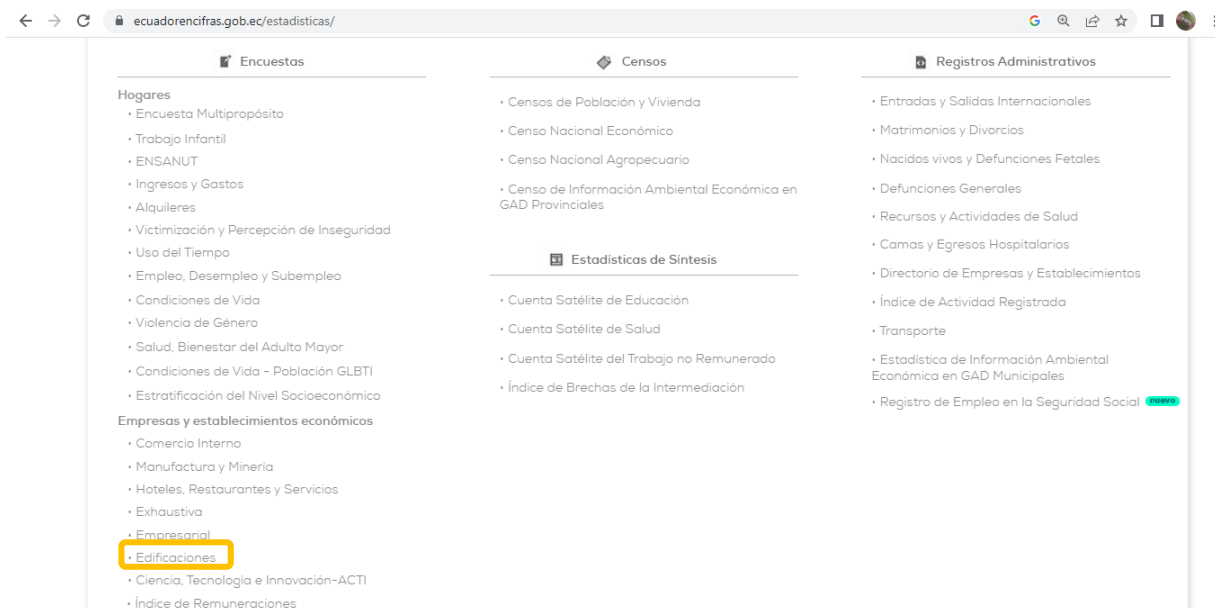 ecuadorencifras.gob.ec/estadisticas/
Encuestas
Hogares
• Encuesta Multipropósito
• Trabajo Infantil
• ENSANUT
• Ingresos y Gastos
• Alquileres
• Victimización y Percepción de Inseguridad
• Uso del Tiempo
• Empleo, Desempleo y Subempleo
• Condiciones de Vida
• Violencia de Género
• Salud, Bienestar del Adulto Mayor
• Condiciones de Vida - Población GLBTI
• Estratificación del Nivel Socioeconómico
Empresas y establecimientos económicos
• Comercio Interno
• Manufactura y Minería
• Hoteles, Restaurantes y Servicios
• Exhaustiva
• Empresarial
• Edificaciones
• Ciencia, Tecnología e Innovación-ACTI
• Índice de Remuneraciones
Censos
• Censos de Población y Vivienda
• Censo Nacional Económico
• Censo Nacional Agropecuario
• Censo de Información Ambiental Económica en
GAD Provinciales
Estadísticas de Síntesis
• Cuenta Satélite de Educación
• Cuenta Satélite de Salud
• Cuenta Satélite del Trabajo no Remunerado
• Índice de Brechas de la Intermediación
Registros Administrativos
• Entradas y Salidas Internacionales
• Matrimonios y Divorcios
• Nacidos vivos y Defunciones Fetales
• Defunciones Generales
• Recursos y Actividades de Salud
• Camas y Egresos Hospitalarios
• Directorio de Empresas y Establecimientos
• Índice de Actividad Registrada
• Transporte
• Estadística de Información Ambiental
Económica en GAD Municipales
• Registro de Empleo en la Seguridad Social nuevo